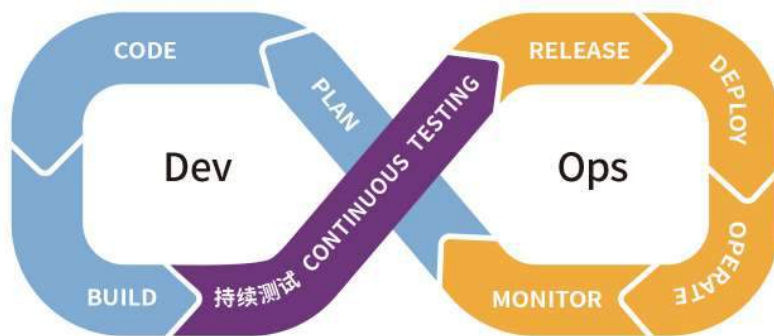 CODE
PLAN
RELEASE
DEPLOY
Dev
Ops
BUILD
持续测试 CONTINUOUS TESTING
MONITOR
OPERATE